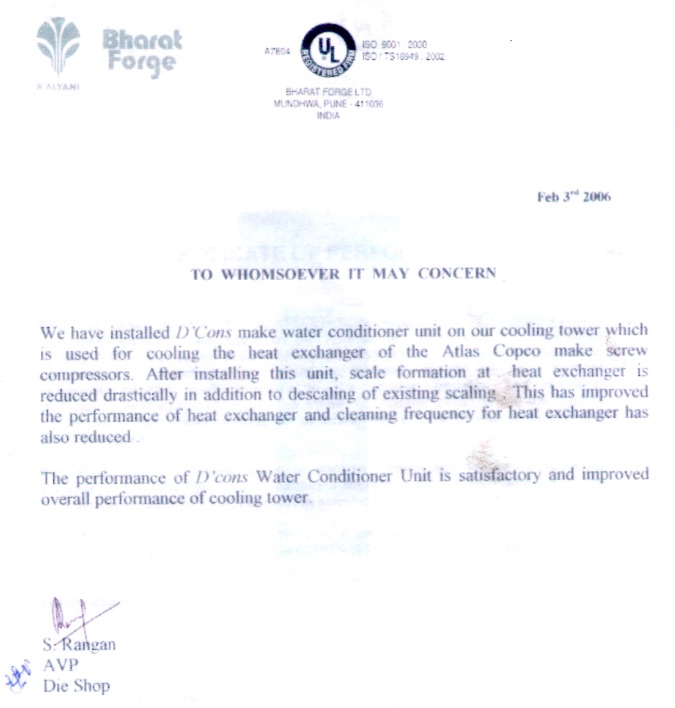 Bharat
Forge
KALYANI
A7804
UL
REGISTERED FIRM
ISO 9001 : 2000
ISO : TS16949 : 2002
BHARAT FORGE LTD,
MUNDHWA, PUNE - 411036
INDIA
Feb 3rd 2006
TO WHOMSOEVER IT MAY CONCERN
We have installed D'Cons make water conditioner unit on our cooling tower which
is used for cooling the heat exchanger of the Atlas Copco make screw
compressors. After installing this unit, scale formation at heat exchanger is
reduced drastically in addition to descaling of existing scaling . This has improved
the performance of heat exchanger and cleaning frequency for heat exchanger has
also reduced .
The performance of D'cons Water Conditioner Unit is satisfactory and improved
overall performance of cooling tower.
S. Rangan
AVP
Die Shop